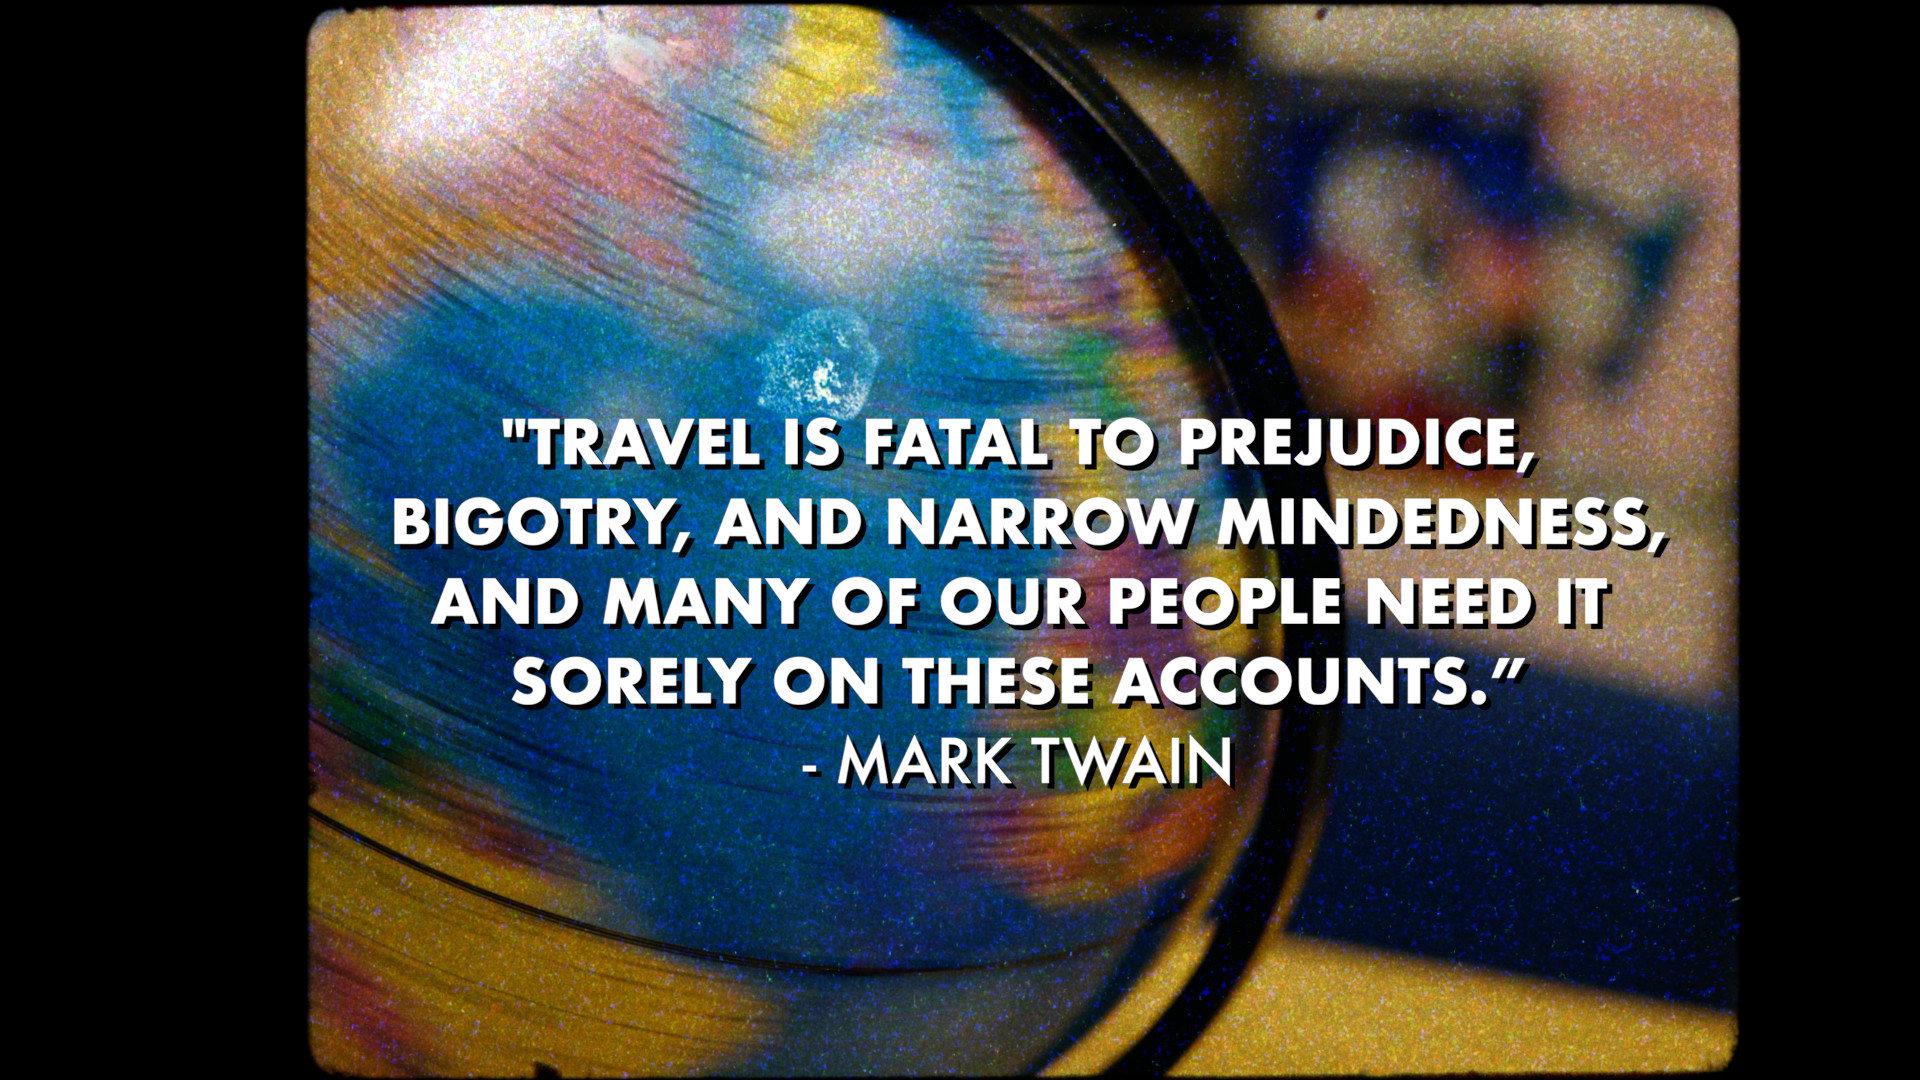 "TRAVEL IS FATAL TO PREJUDICE,
BIGOTRY, AND NARROW MINDEDNESS,
AND MANY OF OUR PEOPLE NEED IT
SORELY ON THESE ACCOUNTS.”
- MARK TWAIN